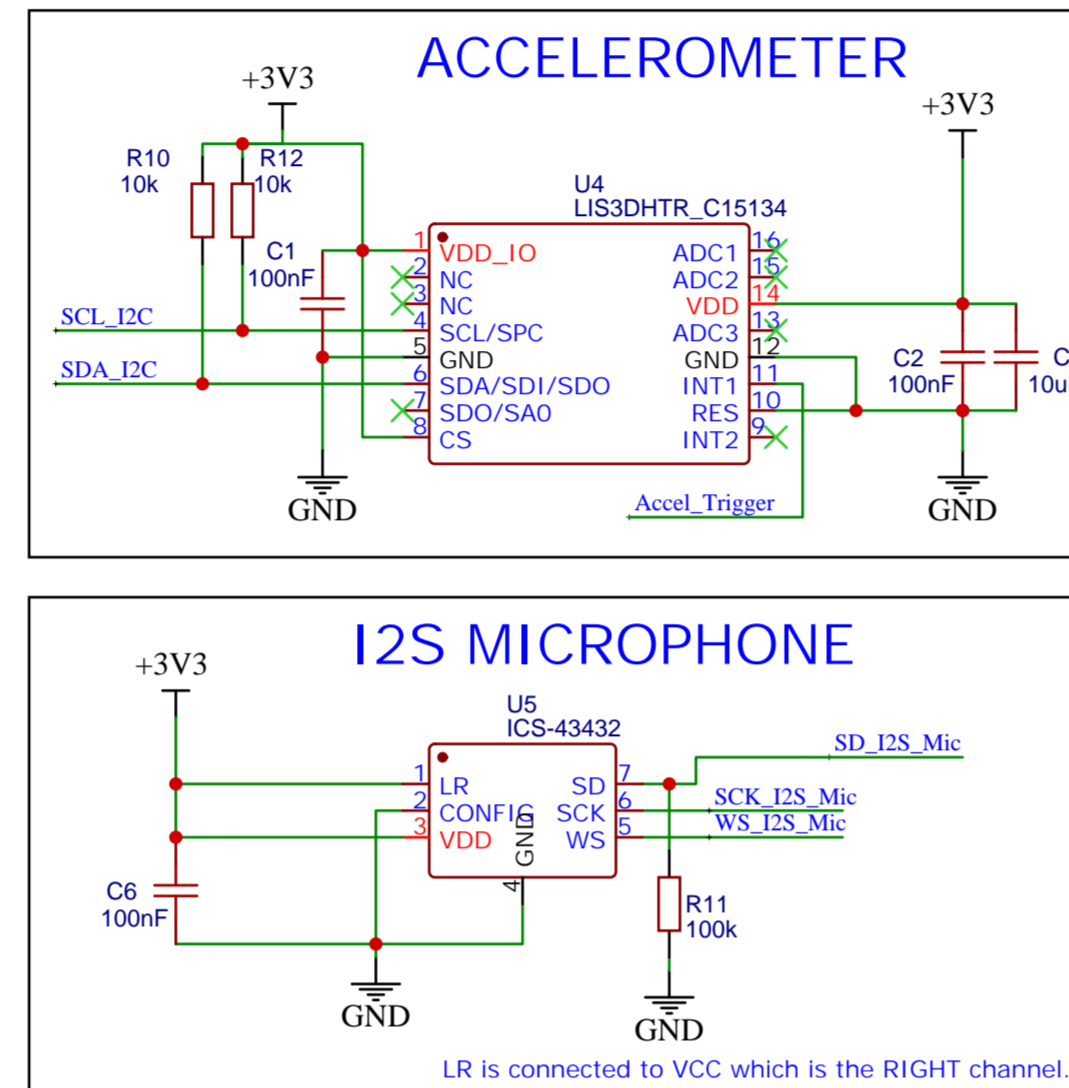 ACCELEROMETER
+3V3
+3V3
R10
10k
R12
10k
C1
100nF
U4
LIS3DHTR_C15134
1
VDD_IO
2
NC
3
NC
4
SCL/SPC
5
GND
6
SDA/SDI/SDO
7
SDO/SA0
8
CS
16
ADC1
15
ADC2
14
VDD
13
ADC3
12
GND
11
INT1
10
RES
9
INT2
SCL_I2C
SDA_I2C
C2
100nF
C
10u
Accel_Trigger
GND
GND
I2S MICROPHONE
+3V3
U5
ICS-43432
1
LR
2
CONFIG
3
VDD
4
GND
7
SD
6
SCK
5
WS
SD_I2S_Mic
SCK_I2S_Mic
WS_I2S_Mic
C6
100nF
R11
100k
GND
GND
LR is connected to VCC which is the RIGHT channel.